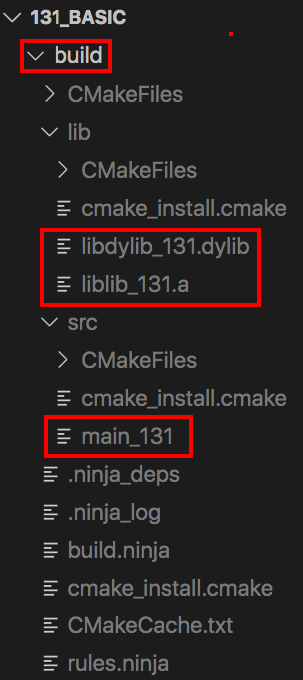 131_BASIC
build
CMakeFiles
lib
CMakeFiles
cmake_install.cmake
libdylib_131.dylib
liblib_131.a
src
CMakeFiles
cmake_install.cmake
main_131
.ninja_deps
.ninja_log
build.ninja
cmake_install.cmake
CMakeCache.txt
rules.ninja